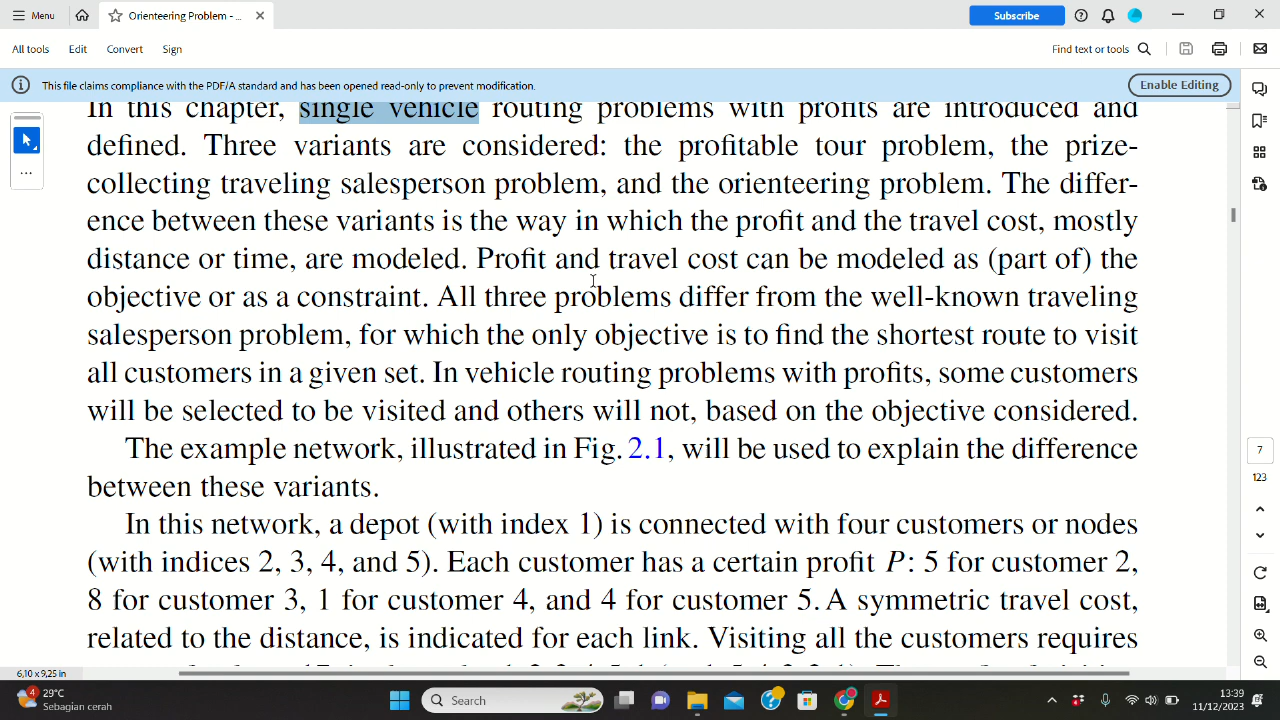 Menu
Orienteering Problem - ...
Subscribe
All tools
Edit
Convert
Sign
Find text or tools
This file claims compliance with the PDF/A standard and has been opened read-only to prevent modification.
Enable Editing
In this chapter, single vehicle routing problems with profits are introduced and
defined. Three variants are considered: the profitable tour problem, the prize-
collecting traveling salesperson problem, and the orienteering problem. The differ-
ence between these variants is the way in which the profit and the travel cost, mostly
distance or time, are modeled. Profit and travel cost can be modeled as (part of) the
objective or as a constraint. All three problems differ from the well-known traveling
salesperson problem, for which the only objective is to find the shortest route to visit
all customers in a given set. In vehicle routing problems with profits, some customers
will be selected to be visited and others will not, based on the objective considered.
The example network, illustrated in Fig. 2.1, will be used to explain the difference
between these variants.
In this network, a depot (with index 1) is connected with four customers or nodes
(with indices 2, 3, 4, and 5). Each customer has a certain profit P: 5 for customer 2,
8 for customer 3, 1 for customer 4, and 4 for customer 5. A symmetric travel cost,
related to the distance, is indicated for each link. Visiting all the customers requires
7
123
6,10 x 9,25 in
4
29°C
Sebagian cerah
Search
13:39
11/12/2023